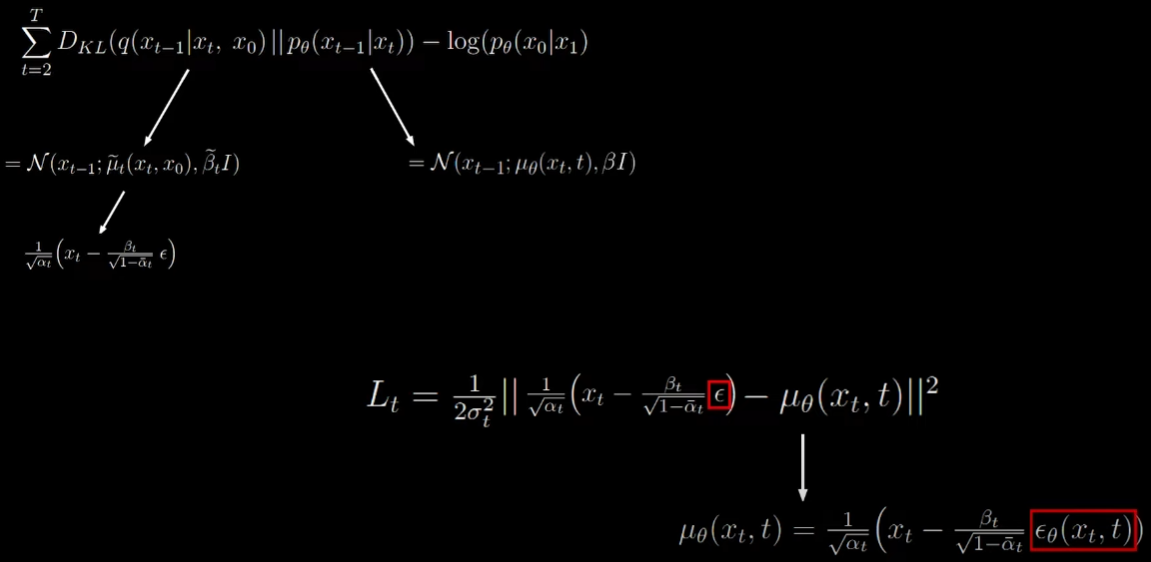 $\sum_{t=2}^{T} D_{KL}(q(x_{t-1}|x_t,\ x_0)\,||\,p_\theta(x_{t-1}|x_t)) - \log(p_\theta(x_0|x_1)$
$= \mathcal{N}(x_{t-1}; \widetilde{\mu}_t(x_t, x_0), \widetilde{\beta}_t I)$ $= \mathcal{N}(x_{t-1}; \mu_\theta(x_t, t), \beta I)$
$\frac{1}{\sqrt{\alpha_t}}\left(x_t - \frac{\beta_t}{\sqrt{1-\bar{\alpha}_t}}\,\epsilon\right)$
$L_t = \frac{1}{2\sigma_t^2}||\frac{1}{\sqrt{\alpha_t}}\left(x_t - \frac{\beta_t}{\sqrt{1-\bar{\alpha}_t}}\,\epsilon\right) - \mu_\theta(x_t, t)||^2$
$\mu_\theta(x_t, t) = \frac{1}{\sqrt{\alpha_t}}\left(x_t - \frac{\beta_t}{\sqrt{1-\bar{\alpha}_t}}\,\epsilon_\theta(x_t, t)\right)$